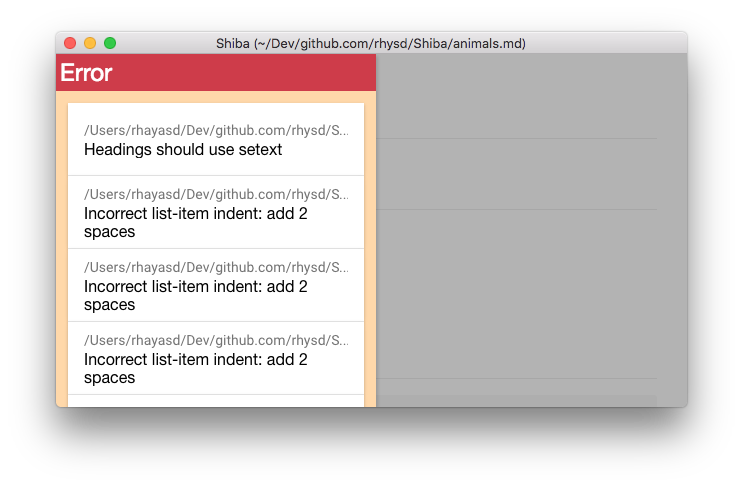 Shiba (~/Dev/github.com/rhysd/Shiba/animals.md)
Error
/Users/rhayasd/Dev/github.com/rhysd/S...
Headings should use setext
/Users/rhayasd/Dev/github.com/rhysd/S...
Incorrect list-item indent: add 2
spaces
/Users/rhayasd/Dev/github.com/rhysd/S...
Incorrect list-item indent: add 2
spaces
/Users/rhayasd/Dev/github.com/rhysd/S...
Incorrect list-item indent: add 2
spaces